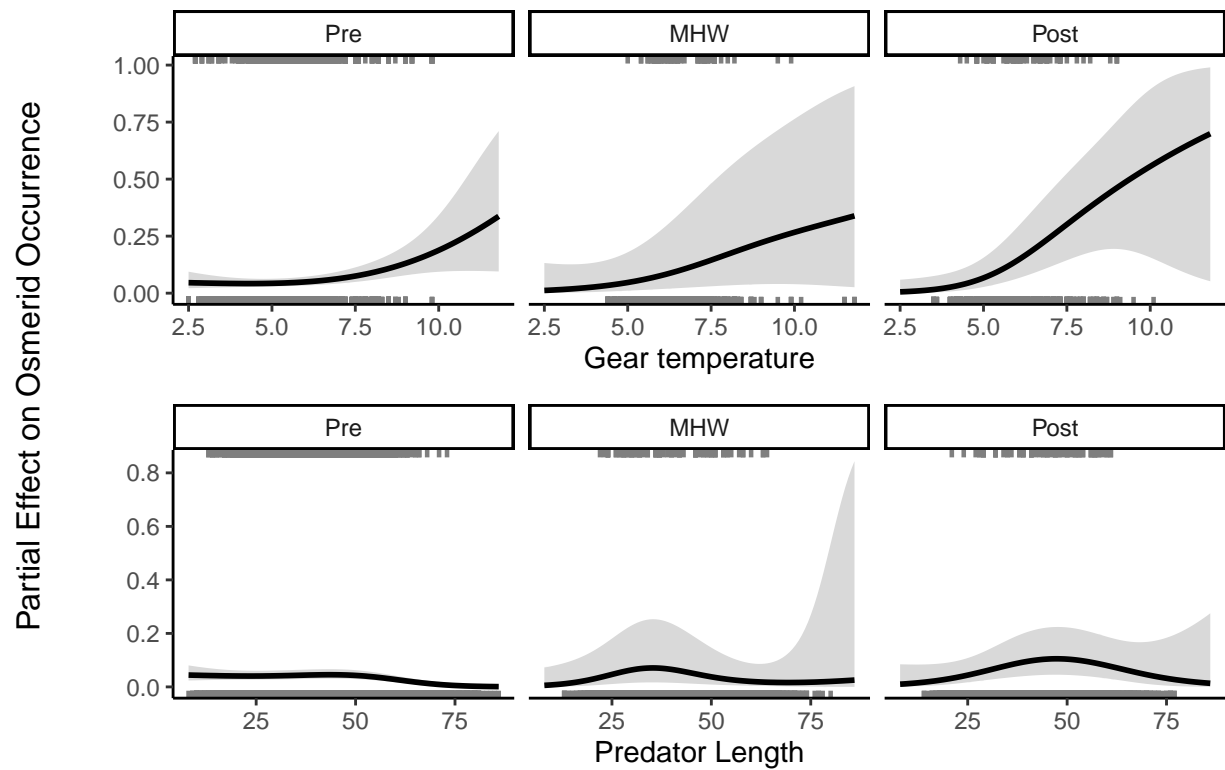 Partial Effect on Osmerid Occurrence
Pre
MHW
Post
1.00
0.75
0.50
0.25
0.00
2.5 5.0 7.5 10.0
2.5 5.0 7.5 10.0
2.5 5.0 7.5 10.0
Gear temperature
Pre
MHW
Post
0.8
0.6
0.4
0.2
0.0
25 50 75
25 50 75
25 50 75
Predator Length